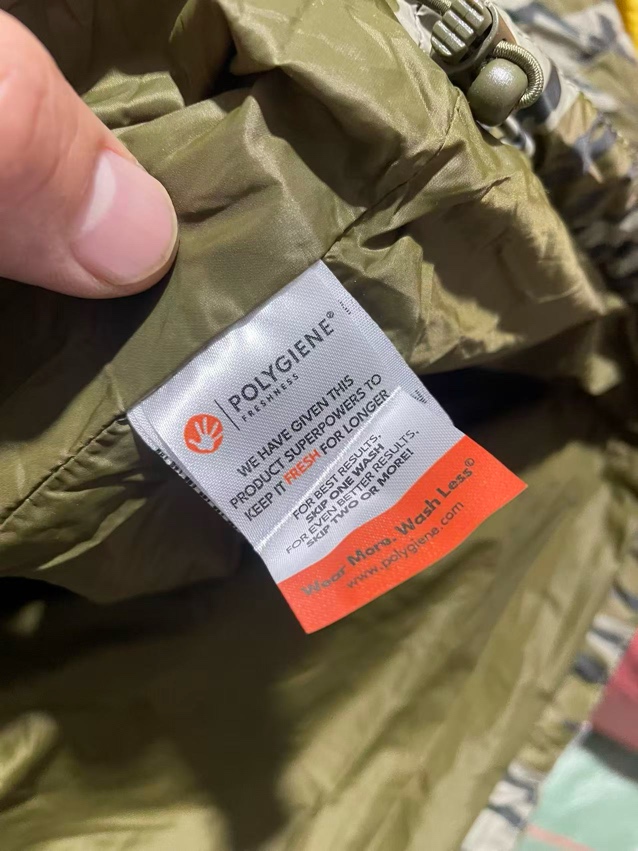 POLYGIENE®
FRESHNESS
WE HAVE GIVEN THIS
PRODUCT SUPERPOWERS TO
KEEP IT FRESH FOR LONGER
FOR BEST RESULTS,
SKIP ONE WASH
FOR EVEN BETTER RESULTS,
SKIP TWO OR MORE!
Wear More. Wash Less©
www.polygiene.com